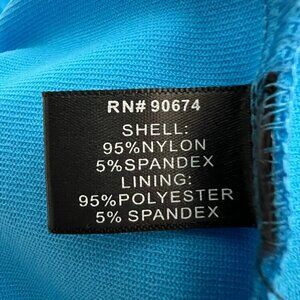 RN# 90674
SHELL:
95%NYLON
5%SPANDEX
LINING:
95%POLYESTER
5% SPANDEX